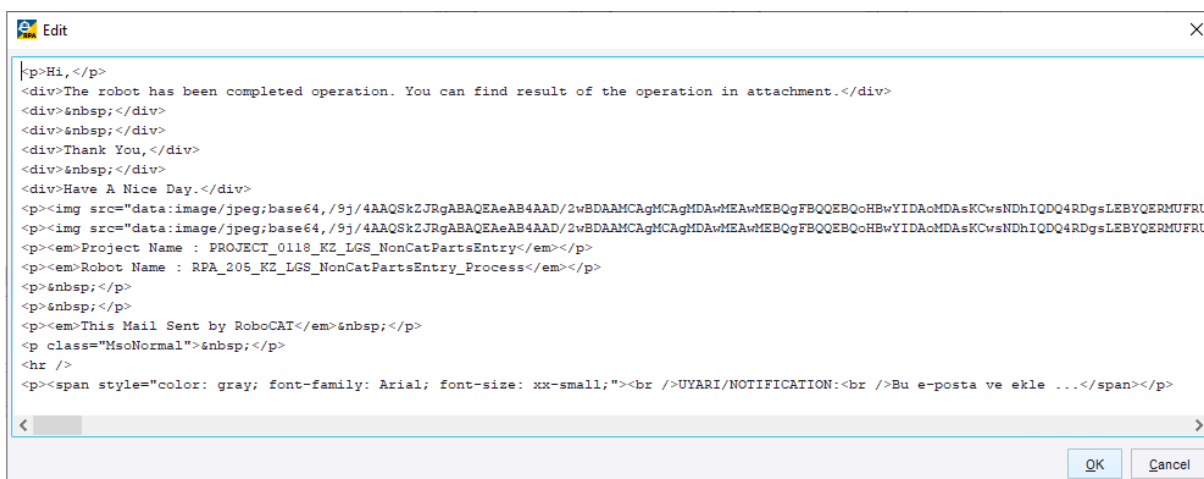 e RPA Edit
<p>Hi,</p>
<div>The robot has been completed operation. You can find result of the operation in attachment.</div>
<div>&nbsp;</div>
<div>&nbsp;</div>
<div>Thank You,</div>
<div>&nbsp;</div>
<div>Have A Nice Day.</div>
<p><img src="data:image/jpeg;base64,/9j/4AAQSkZJRgABAQEAeAB4AAD/2wBDAAMCAgMCAgMDAwMEAwMEBQgFBQQEBQoHBwYIDAoMDAsKCwsNDhIQDQ4RDgsLEBYQERMUFRU
<p><img src="data:image/jpeg;base64,/9j/4AAQSkZJRgABAQEAeAB4AAD/2wBDAAMCAgMCAgMDAwMEAwMEBQgFBQQEBQoHBwYIDAoMDAsKCwsNDhIQDQ4RDgsLEBYQERMUFRU
<p><em>Project Name : PROJECT_0118_KZ_LGS_NonCatPartsEntry</em></p>
<p><em>Robot Name : RPA_205_KZ_LGS_NonCatPartsEntry_Process</em></p>
<p>&nbsp;</p>
<p>&nbsp;</p>
<p><em>This Mail Sent by RoboCAT</em>&nbsp;</p>
<p class="MsoNormal">&nbsp;</p>
<hr />
<p><span style="color: gray; font-family: Arial; font-size: xx-small;"><br />UYARI/NOTIFICATION:<br />Bu e-posta ve ekle ...</span></p>
OK Cancel